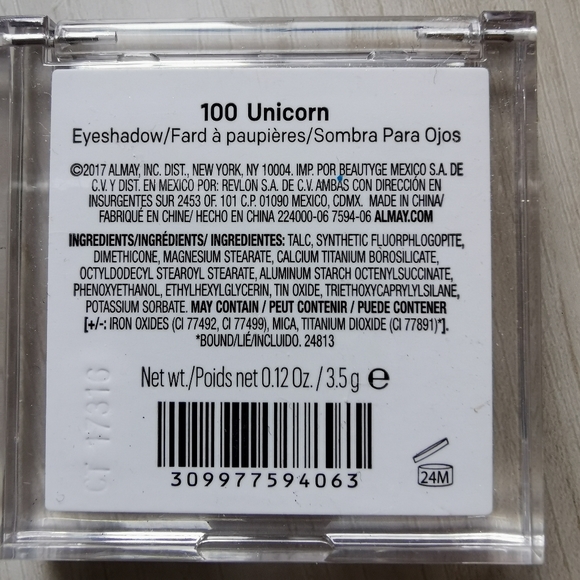 100 Unicorn
Eyeshadow/Fard à paupières/Sombra Para Ojos
©2017 ALMAY, INC. DIST., NEW YORK, NY 10004. IMP. POR BEAUTYGE MEXICO S.A. DE
C.V. Y DIST. EN MEXICO POR: REVLON S.A. DE C.V. AMBAS CON DIRECCIÓN EN
INSURGENTES SUR 2453 OF. 101 C.P. 01090 MEXICO, CDMX. MADE IN CHINA/
FABRIQUÉ EN CHINE/ HECHO EN CHINA 224000-06 7594-06 ALMAY.COM
INGREDIENTS/INGRÉDIENTS/ INGREDIENTES: TALC, SYNTHETIC FLUORPHLOGOPITE,
DIMETHICONE, MAGNESIUM STEARATE, CALCIUM TITANIUM BOROSILICATE,
OCTYLDODECYL STEAROYL STEARATE, ALUMINUM STARCH OCTENYLSUCCINATE,
PHENOXYETHANOL, ETHYLHEXYLGLYCERIN, TIN OXIDE, TRIETHOXYCAPRYLYLSILANE,
POTASSIUM SORBATE. MAY CONTAIN / PEUT CONTENIR / PUEDE CONTENER
[+/-: IRON OXIDES (CI 77492, CI 77499), MICA, TITANIUM DIOXIDE (CI 77891)*].
*BOUND/LIÉ/INCLUIDO. 24813
Net wt./Poids net 0.12 Oz. / 3.5 g e
309977594063
24M
17316